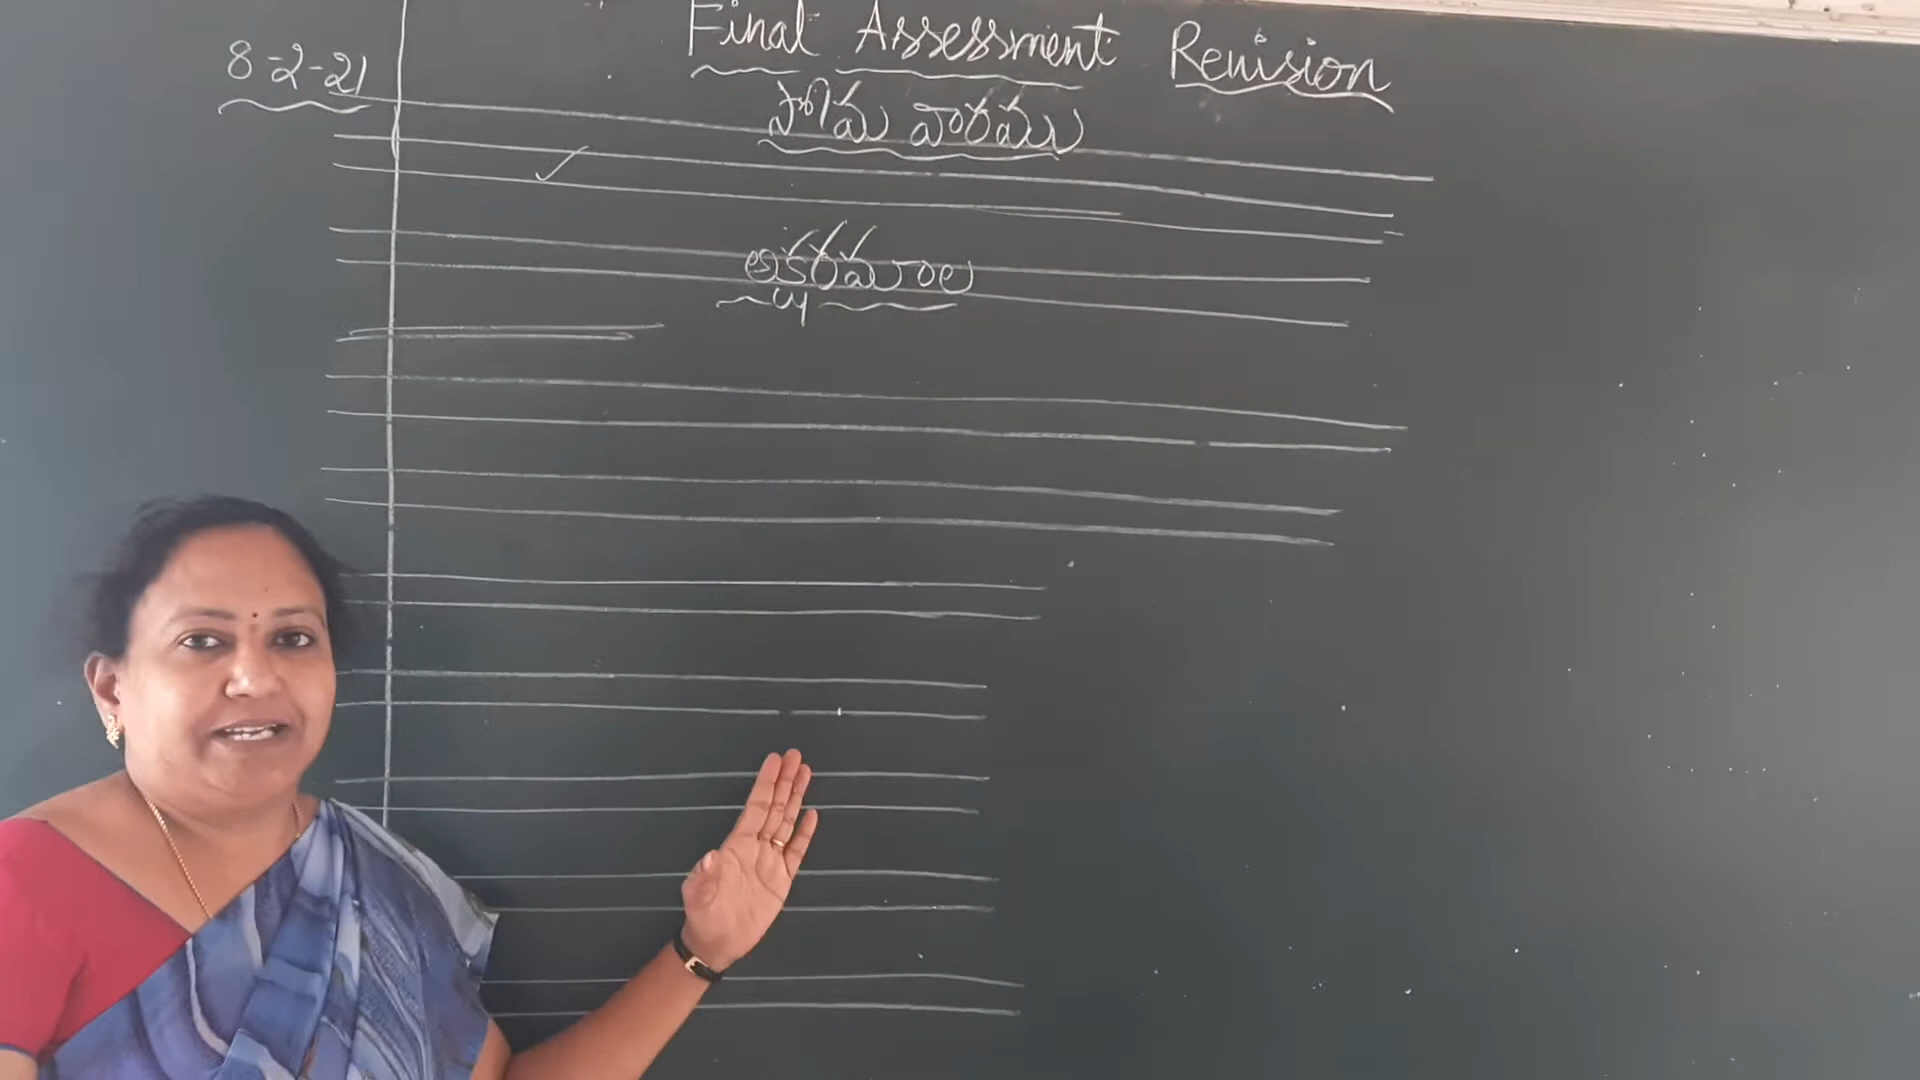 Final Assessment Revision
8-2-21
సోమ వారము
అక్షరమాల